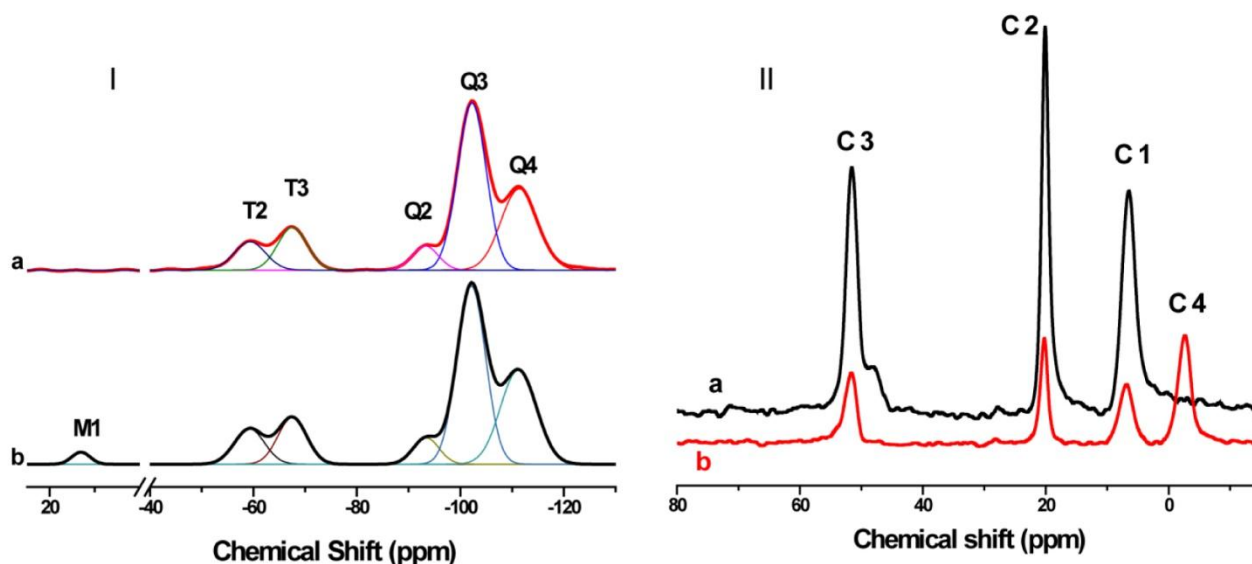 I
Q3
Q4
T3
T2
Q2
a
M1
b
20 -40 -60 -80 -100 -120
Chemical Shift (ppm)
II
C 2
C 3
C 1
C 4
a
b
80 60 40 20 0
Chemical shift (ppm)